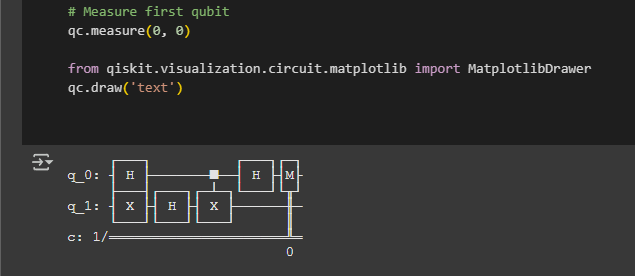 # Measure first qubit
qc.measure(0, 0)
from qiskit.visualization.circuit.matplotlib import MatplotlibDrawer
qc.draw('text')
q_0: H H M
q_1: X H X
c: 1/
0